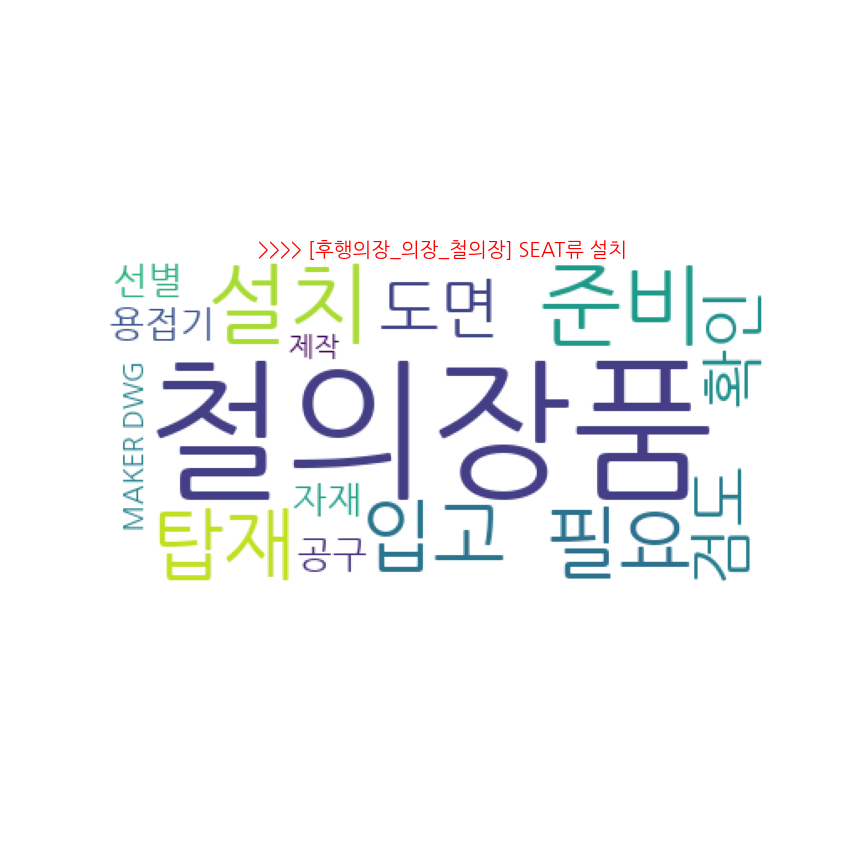 >>>> [후행의장_의장_철의장] SEAT류 설치
선별
설치
도면
준비
확인
용접기
제작
MAKER DWG
철의장품
자재
탑재
공구
입고
필요
검도